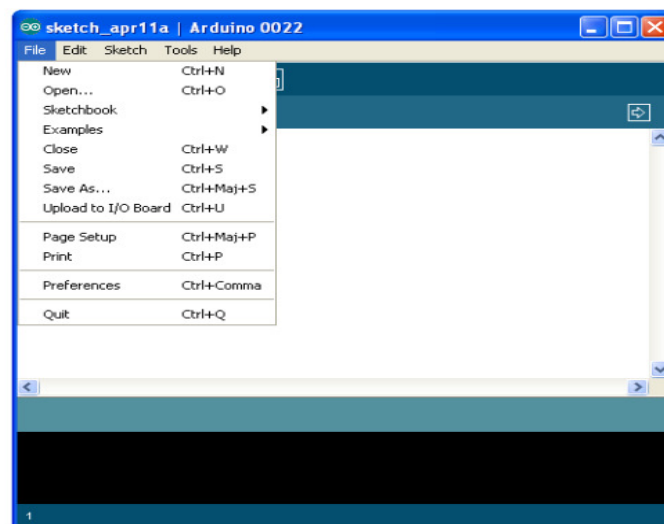 sketch_apr11a | Arduino 0022
File Edit Sketch Tools Help
New Ctrl+N
Open... Ctrl+O
Sketchbook
Examples
Close Ctrl+W
Save Ctrl+S
Save As... Ctrl+Maj+S
Upload to I/O Board Ctrl+U
Page Setup Ctrl+Maj+P
Print Ctrl+P
Preferences Ctrl+Comma
Quit Ctrl+Q
1